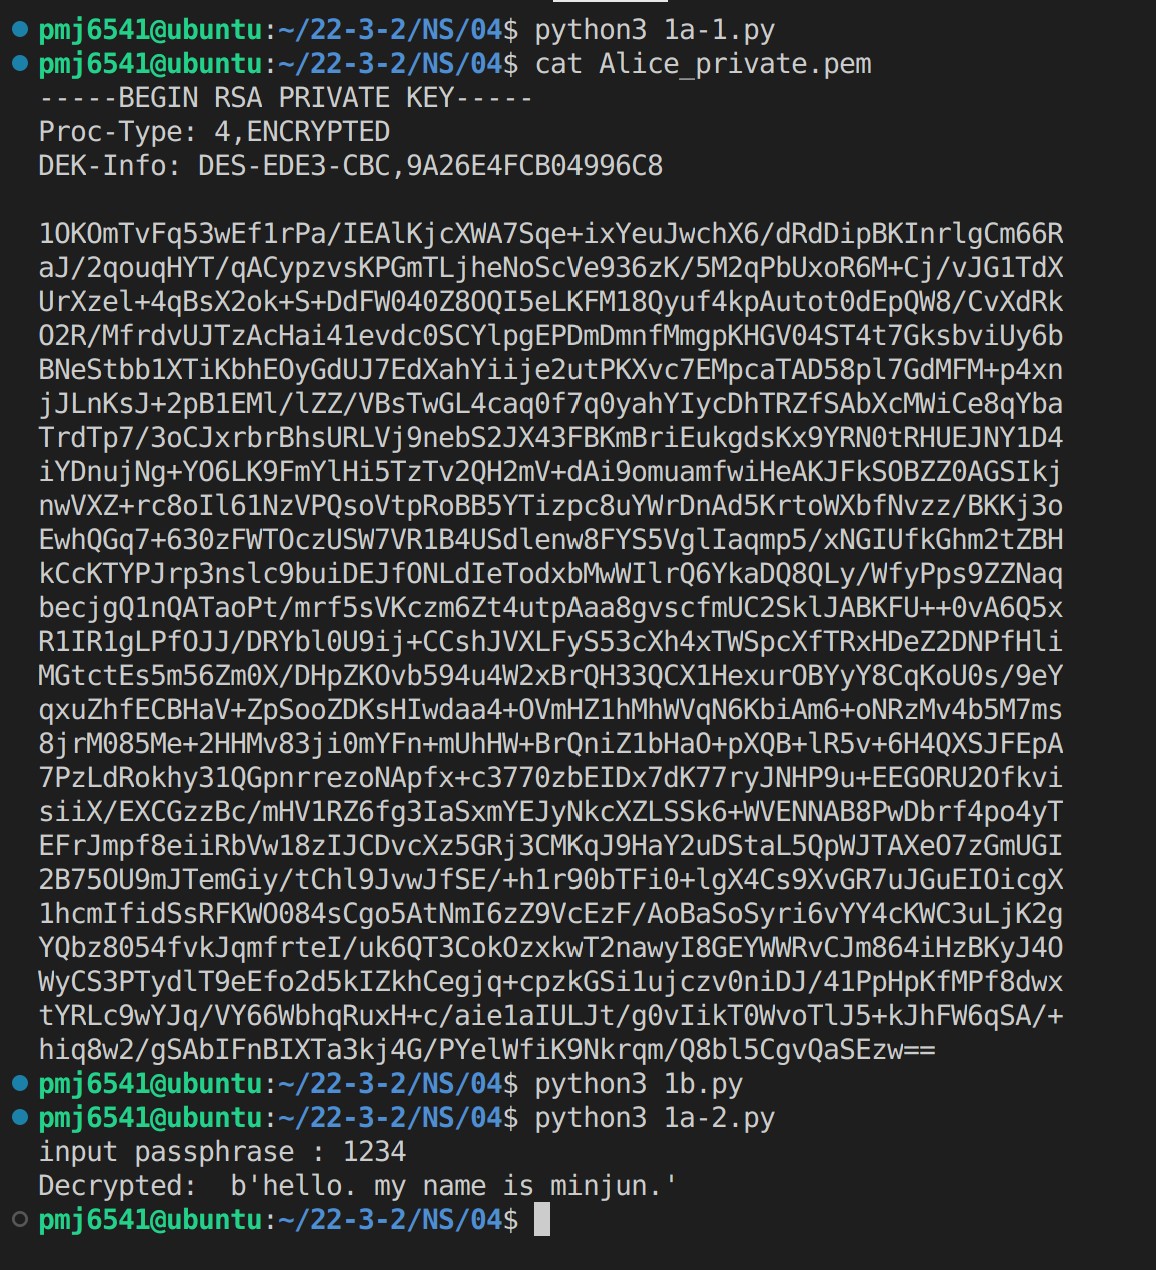 pmj6541@ubuntu:~/22-3-2/NS/04$ python3 1a-1.py
pmj6541@ubuntu:~/22-3-2/NS/04$ cat Alice_private.pem
-----BEGIN RSA PRIVATE KEY-----
Proc-Type: 4,ENCRYPTED
DEK-Info: DES-EDE3-CBC,9A26E4FCB04996C8
1OKOmTvFq53wEf1rPa/IEAlKjcXWA7Sqe+ixYeuJwchX6/dRdDipBKInrlgCm66R
aJ/2qouqHYT/qACypzvsKPGmTLjheNoScVe936zK/5M2qPbUxoR6M+Cj/vJG1TdX
UrXzel+4qBsX2ok+S+DdFW040Z8OQI5eLKFM18Qyuf4kpAutot0dEpQW8/CvXdRk
O2R/MfrdvUJTzAcHai41evdc0SCYlpgEPDmDmnfMmgpKHGV04ST4t7GksbviUy6b
BNeStbb1XTiKbhEOyGdUJ7EdXahYiije2utPKXvc7EMpcaTAD58pl7GdMFM+p4xn
jJLnKsJ+2pB1EMl/lZZ/VBsTwGL4caq0f7q0yahYIycDhTRZfSAbXcMWiCe8qYba
TrdTp7/3oCJxrbrBhsURLVj9nebS2JX43FBKmBriEukgdsKx9YRN0tRHUEJNY1D4
iYDnujNg+YO6LK9FmYlHi5TzTv2QH2mV+dAi9omuamfwiHeAKJFkSOBZZ0AGSIkj
nwVXZ+rc8oIl61NzVPQsoVtpRoBB5YTizpc8uYWrDnAd5KrtoWXbfNvzz/BKKj3o
EwhQGq7+630zFWTOczUSW7VR1B4USdlenw8FYS5VglIaqmp5/xNGIUfkGhm2tZBH
kCcKTYPJrp3nslc9buiDEJfONLdIeTodxbMwWIlrQ6YkaDQ8QLy/WfyPps9ZZNaq
becjgQ1nQATaoPt/mrf5sVKczm6Zt4utpAaa8gvscfmUC2SklJABKFU++0vA6Q5x
R1IR1gLPfOJJ/DRYbl0U9ij+CCshJVXLFyS53cXh4xTWSpcXfTRxHDeZ2DNPfHli
MGtctEs5m56Zm0X/DHpZKOvb594u4W2xBrQH33QCX1HexurOBYyY8CqKoU0s/9eY
qxuZhfECBHaV+ZpSooZDKsHIwdaa4+OVmHZ1hMhWVqN6KbiAm6+oNRzMv4b5M7ms
8jrM085Me+2HHMv83ji0mYFn+mUhHW+BrQniZ1bHaO+pXQB+lR5v+6H4QXSJFEpA
7PzLdRokhy31QGpnrrezoNApfx+c3770zbEIDx7dK77ryJNHP9u+EEGORU2Ofkvi
siiX/EXCGzzBc/mHV1RZ6fg3IaSxmYEJyNkcXZLSSk6+WVENNAB8PwDbrf4po4yT
EFrJmpf8eiiRbVw18zIJCDvcXz5GRj3CMKqJ9HaY2uDStaL5QpWJTAXeO7zGmUGI
2B75OU9mJTemGiy/tChl9JvwJfSE/+h1r90bTFi0+lgX4Cs9XvGR7uJGuEIOicgX
1hcmIfidSsRFKWO084sCgo5AtNmI6zZ9VcEzF/AoBaSoSyri6vYY4cKWC3uLjK2g
YQbz8054fvkJqmfrteI/uk6QT3CokOzxkwT2nawyI8GEYWWRvCJm864iHzBKyJ4O
WyCS3PTydlT9eEfo2d5kIZkhCegjq+cpzkGSi1ujczv0niDJ/41PpHpKfMPf8dwx
tYRLc9wYJq/VY66WbhqRuxH+c/aie1aIULJt/g0vIikT0WvoTlJ5+kJhFW6qSA/+
hiq8w2/gSAbIFnBIXTa3kj4G/PYelWfiK9Nkrqm/Q8bl5CgvQaSEzw==
pmj6541@ubuntu:~/22-3-2/NS/04$ python3 1b.py
pmj6541@ubuntu:~/22-3-2/NS/04$ python3 1a-2.py
input passphrase : 1234
Decrypted:  b'hello. my name is minjun.'
pmj6541@ubuntu:~/22-3-2/NS/04$